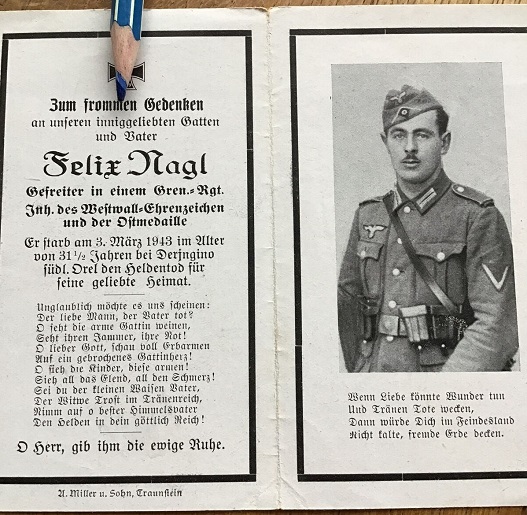 Zum frommen Gedenken
an unseren inniggeliebten Gatten
und Vater
Felix Nagl
Gefreiter in einem Gren.-Rgt.
Inh. des Westwall-Ehrenzeichen
und der Ostmedaille
Er starb am 3. März 1943 im Alter
von 31½ Jahren bei Derjngino
südl. Orel den Heldentod für
seine geliebte Heimat.
Unglaublich möchte es uns scheinen:
Der liebe Mann, der Vater tot?
O seht die arme Gattin weinen,
Seht ihren Jammer, ihre Not!
O lieber Gott, schau voll Erbarmen
Auf ein gebrochenes Gattinherz!
O sieh die Kinder, diese armen!
Sieh all das Elend, all den Schmerz!
Sei du der kleinen Waisen Vater,
Der Witwe Trost im Tränenreich,
Nimm auf o bester Himmelsvater
Den Helden in dein göttlich Reich!
O Herr, gib ihm die ewige Ruhe.
A. Miller u. Sohn, Traunstein
Wenn Liebe könnte Wunder tun
Und Tränen Tote wecken,
Dann würde Dich im Feindesland
Nicht kalte, fremde Erde decken.